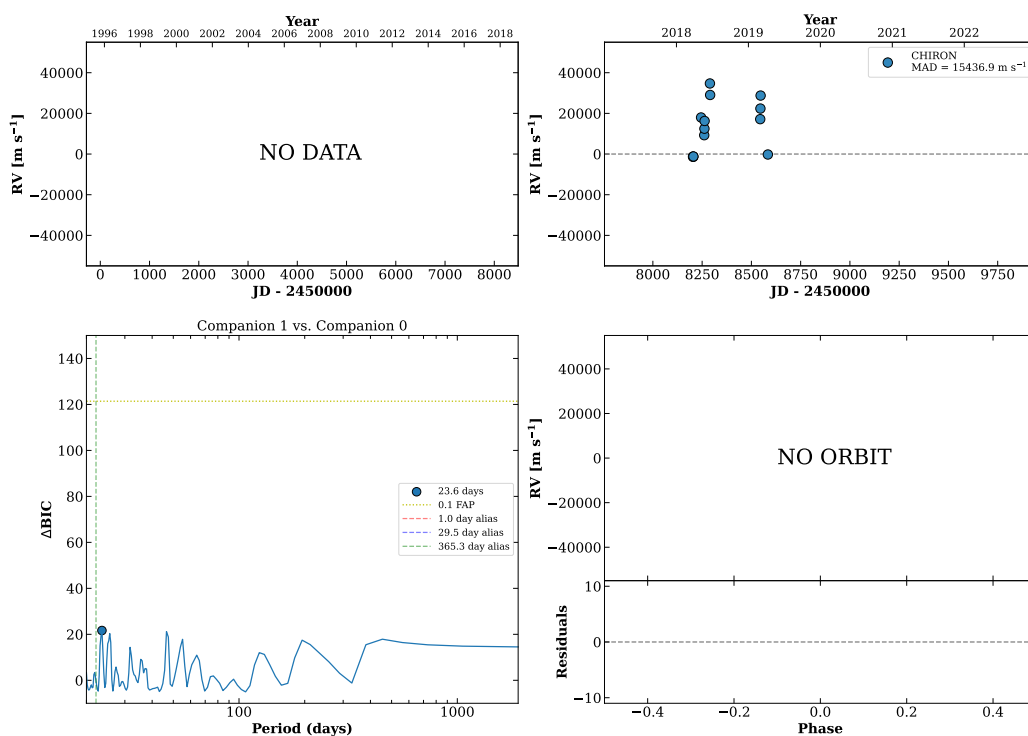 Year
1996 1998 2000 2002 2004 2006 2008 2010 2012 2014 2016 2018
40000
20000
0
−20000
−40000
RV [m s⁻¹]
NO DATA
0 1000 2000 3000 4000 5000 6000 7000 8000
JD - 2450000
Year
2018 2019 2020 2021 2022
CHIRON
MAD = 15436.9 m s⁻¹
40000
20000
0
−20000
−40000
RV [m s⁻¹]
8000 8250 8500 8750 9000 9250 9500 9750
JD - 2450000
Companion 1 vs. Companion 0
140
120
100
80
60
40
20
0
ΔBIC
23.6 days
0.1 FAP
1.0 day alias
29.5 day alias
365.3 day alias
100 1000
Period (days)
40000
20000
0
−20000
−40000
RV [m s⁻¹]
NO ORBIT
10
0
−10
Residuals
−0.4 −0.2 0.0 0.2 0.4
Phase